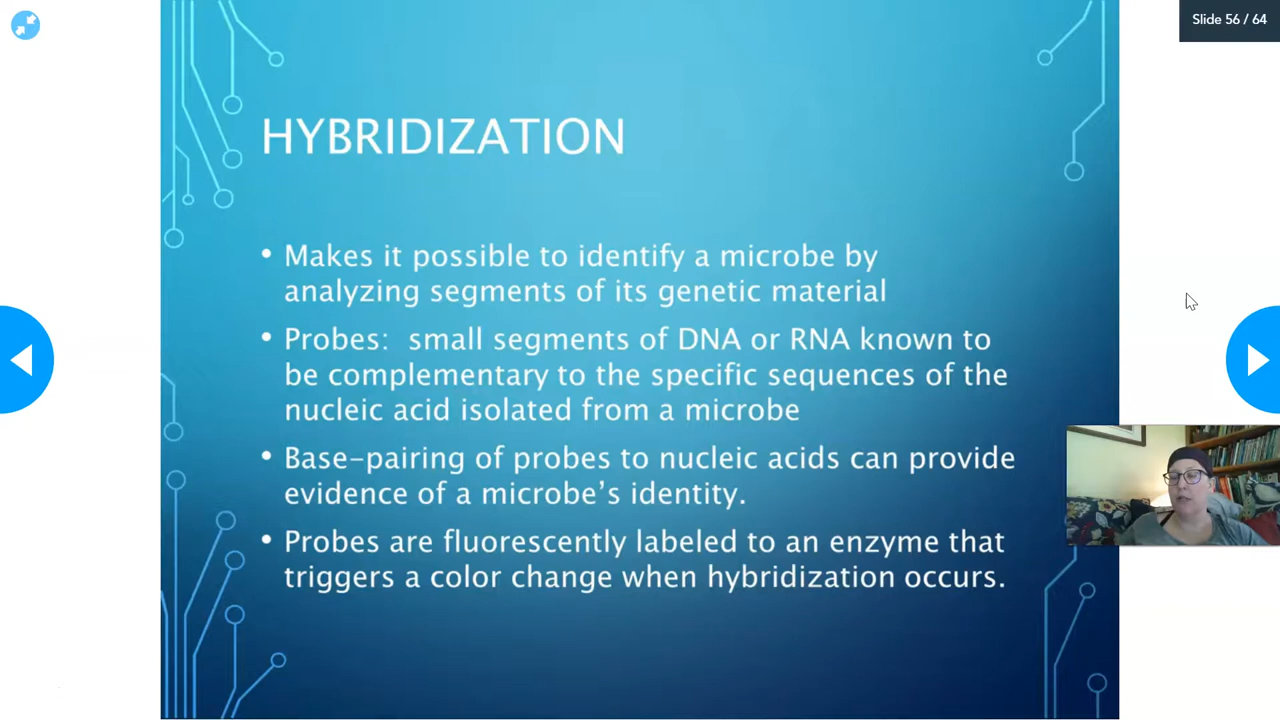 Slide 56 / 64
HYBRIDIZATION
• Makes it possible to identify a microbe by
analyzing segments of its genetic material
• Probes:  small segments of DNA or RNA known to
be complementary to the specific sequences of the
nucleic acid isolated from a microbe
• Base-pairing of probes to nucleic acids can provide
evidence of a microbe's identity.
• Probes are fluorescently labeled to an enzyme that
triggers a color change when hybridization occurs.